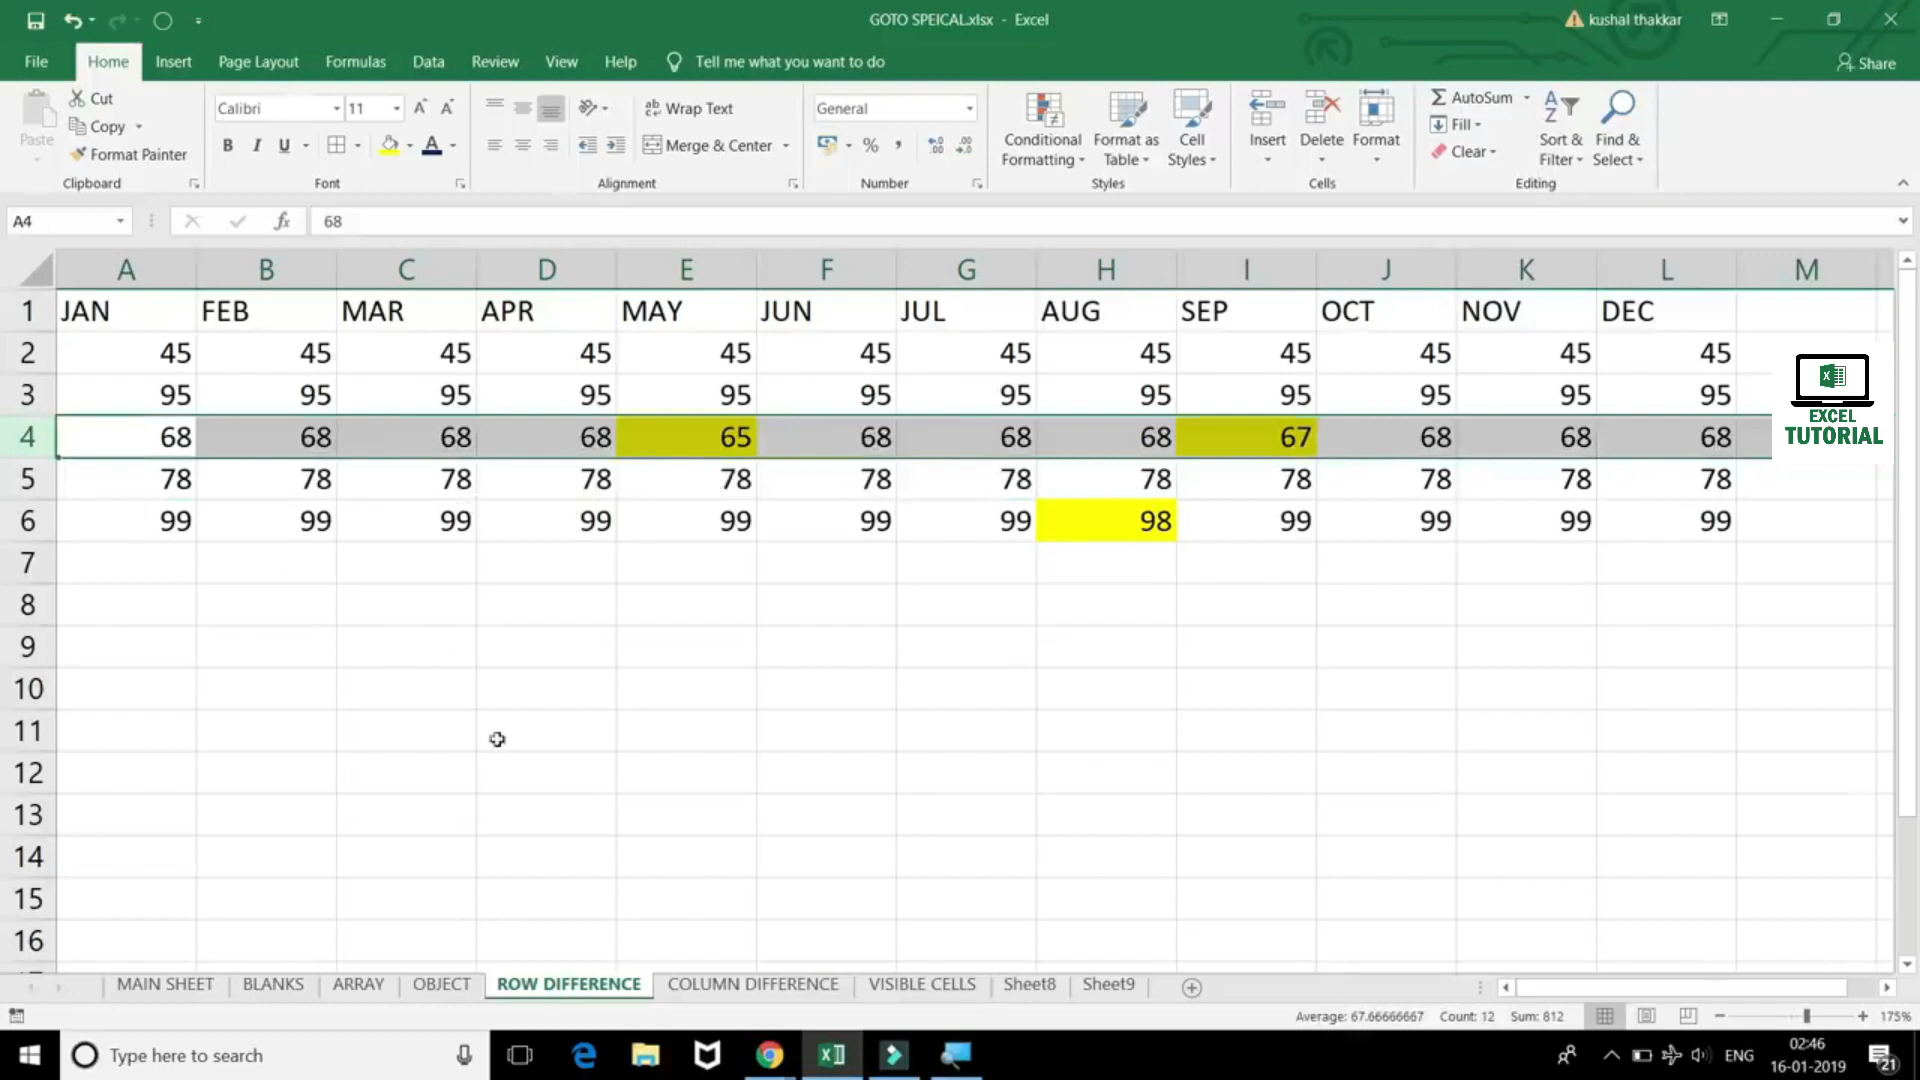 GOTO SPEICAL.xlsx - Excel
kushal thakkar
File Home Insert Page Layout Formulas Data Review View Help Tell me what you want to do
Share
Paste
Cut
Copy
Format Painter
Clipboard
Calibri 11
B I U
Font
Wrap Text
Merge & Center
Alignment
General
%
Number
Conditional Formatting
Format as Table
Cell Styles
Styles
Insert Delete Format
Cells
AutoSum
Fill
Clear
Sort & Filter
Find & Select
Editing
A4 fx 68
A B C D E F G H I J K L M
1 JAN FEB MAR APR MAY JUN JUL AUG SEP OCT NOV DEC
2 45 45 45 45 45 45 45 45 45 45 45 45
3 95 95 95 95 95 95 95 95 95 95 95 95
4 68 68 68 68 65 68 68 68 67 68 68 68
5 78 78 78 78 78 78 78 78 78 78 78 78
6 99 99 99 99 99 99 99 98 99 99 99 99
7
8
9
10
11
12
13
14
15
16
EXCEL
TUTORIAL
MAIN SHEET BLANKS ARRAY OBJECT ROW DIFFERENCE COLUMN DIFFERENCE VISIBLE CELLS Sheet8 Sheet9
Average: 67.66666667 Count: 12 Sum: 812 175%
Type here to search
ENG
02:46
16-01-2019
21